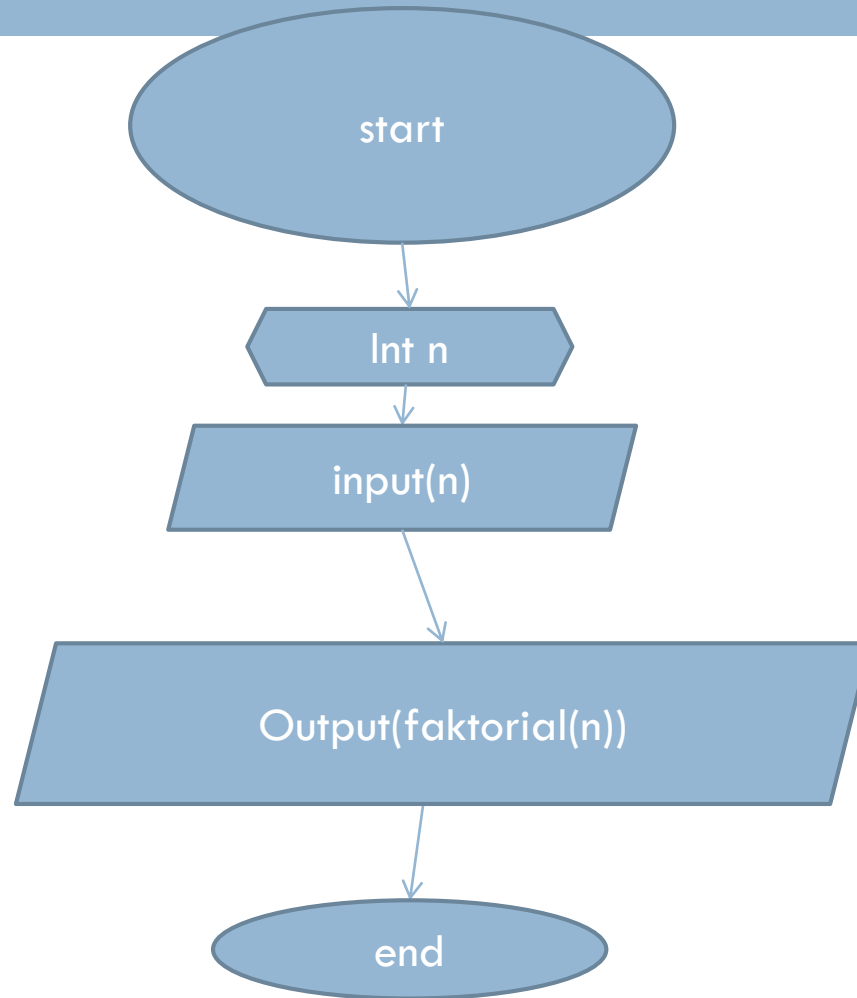 start
Int n
input(n)
Output(faktorial(n))
end